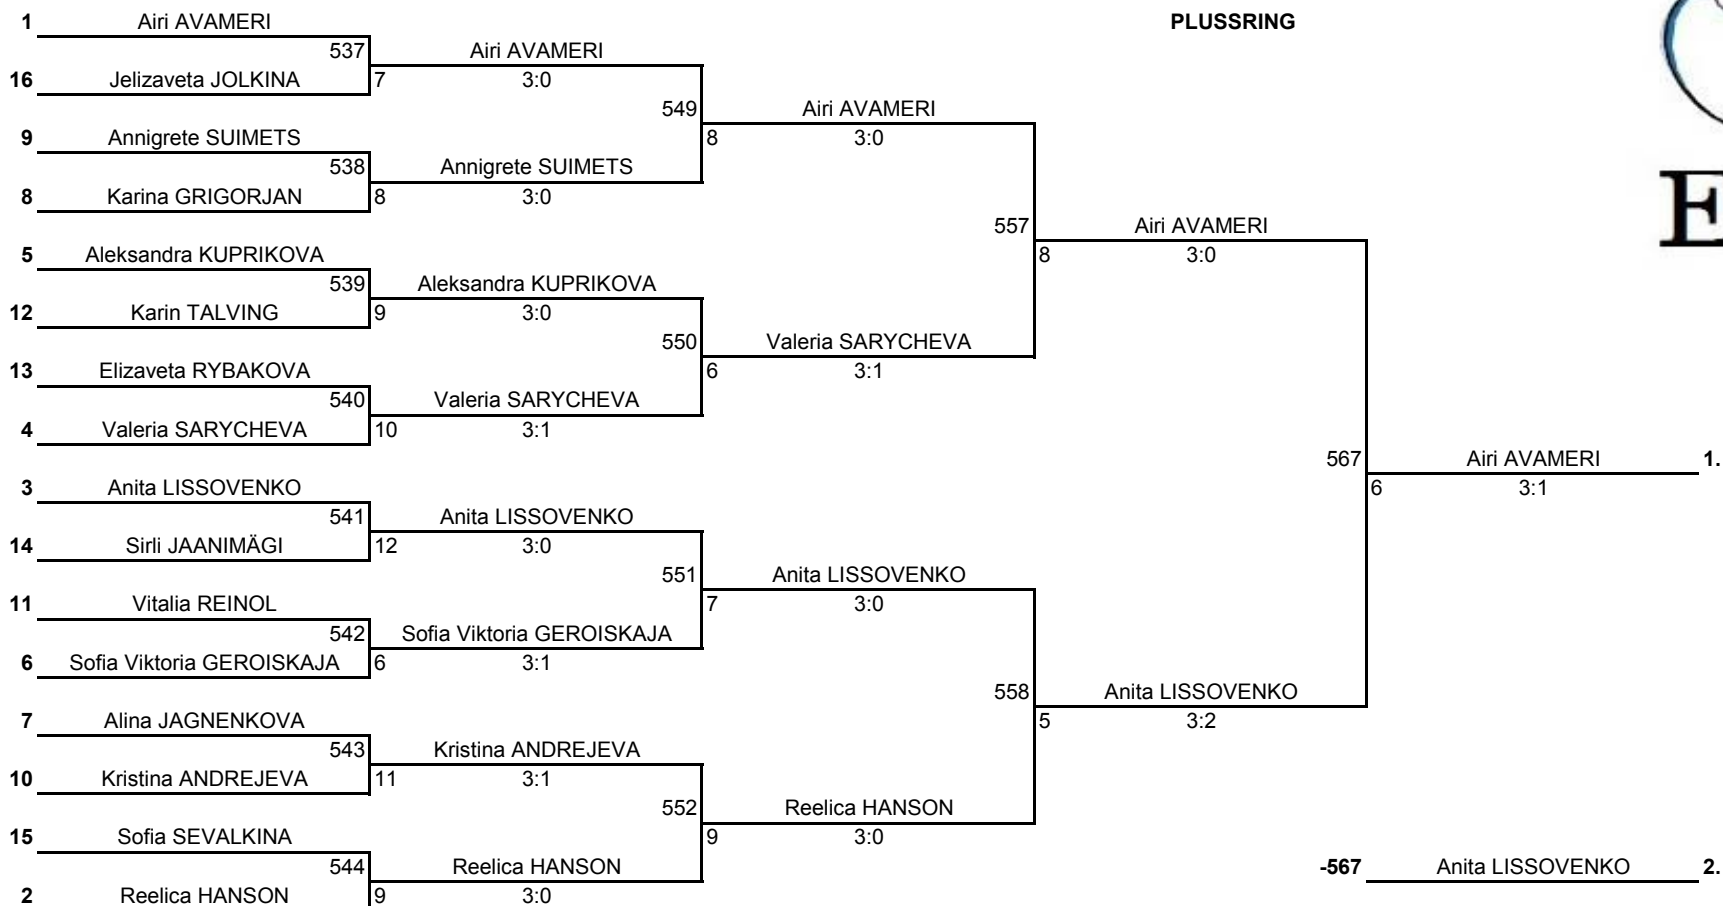 1 Airi AVAMERI PLUSSRING
537 Airi AVAMERI
16 Jelizaveta JOLKINA 7 3:0
549 Airi AVAMERI
9 Annigrete SUIMETS 8 3:0
538 Annigrete SUIMETS
8 Karina GRIGORJAN 8 3:0
E
557 Airi AVAMERI
5 Aleksandra KUPRIKOVA 8 3:0
539 Aleksandra KUPRIKOVA
12 Karin TALVING 9 3:0
550 Valeria SARYCHEVA
13 Elizaveta RYBAKOVA 6 3:1
540 Valeria SARYCHEVA
4 Valeria SARYCHEVA 10 3:1
567 Airi AVAMERI 1.
3 Anita LISSOVENKO 6 3:1
541 Anita LISSOVENKO
14 Sirli JAANIMÄGI 12 3:0
551 Anita LISSOVENKO
11 Vitalia REINOL 7 3:0
542 Sofia Viktoria GEROISKAJA
6 Sofia Viktoria GEROISKAJA 6 3:1
558 Anita LISSOVENKO
7 Alina JAGNENKOVA 5 3:2
543 Kristina ANDREJEVA
10 Kristina ANDREJEVA 11 3:1
552 Reelica HANSON
15 Sofia SEVALKINA 9 3:0
544 Reelica HANSON -567 Anita LISSOVENKO 2.
2 Reelica HANSON 9 3:0